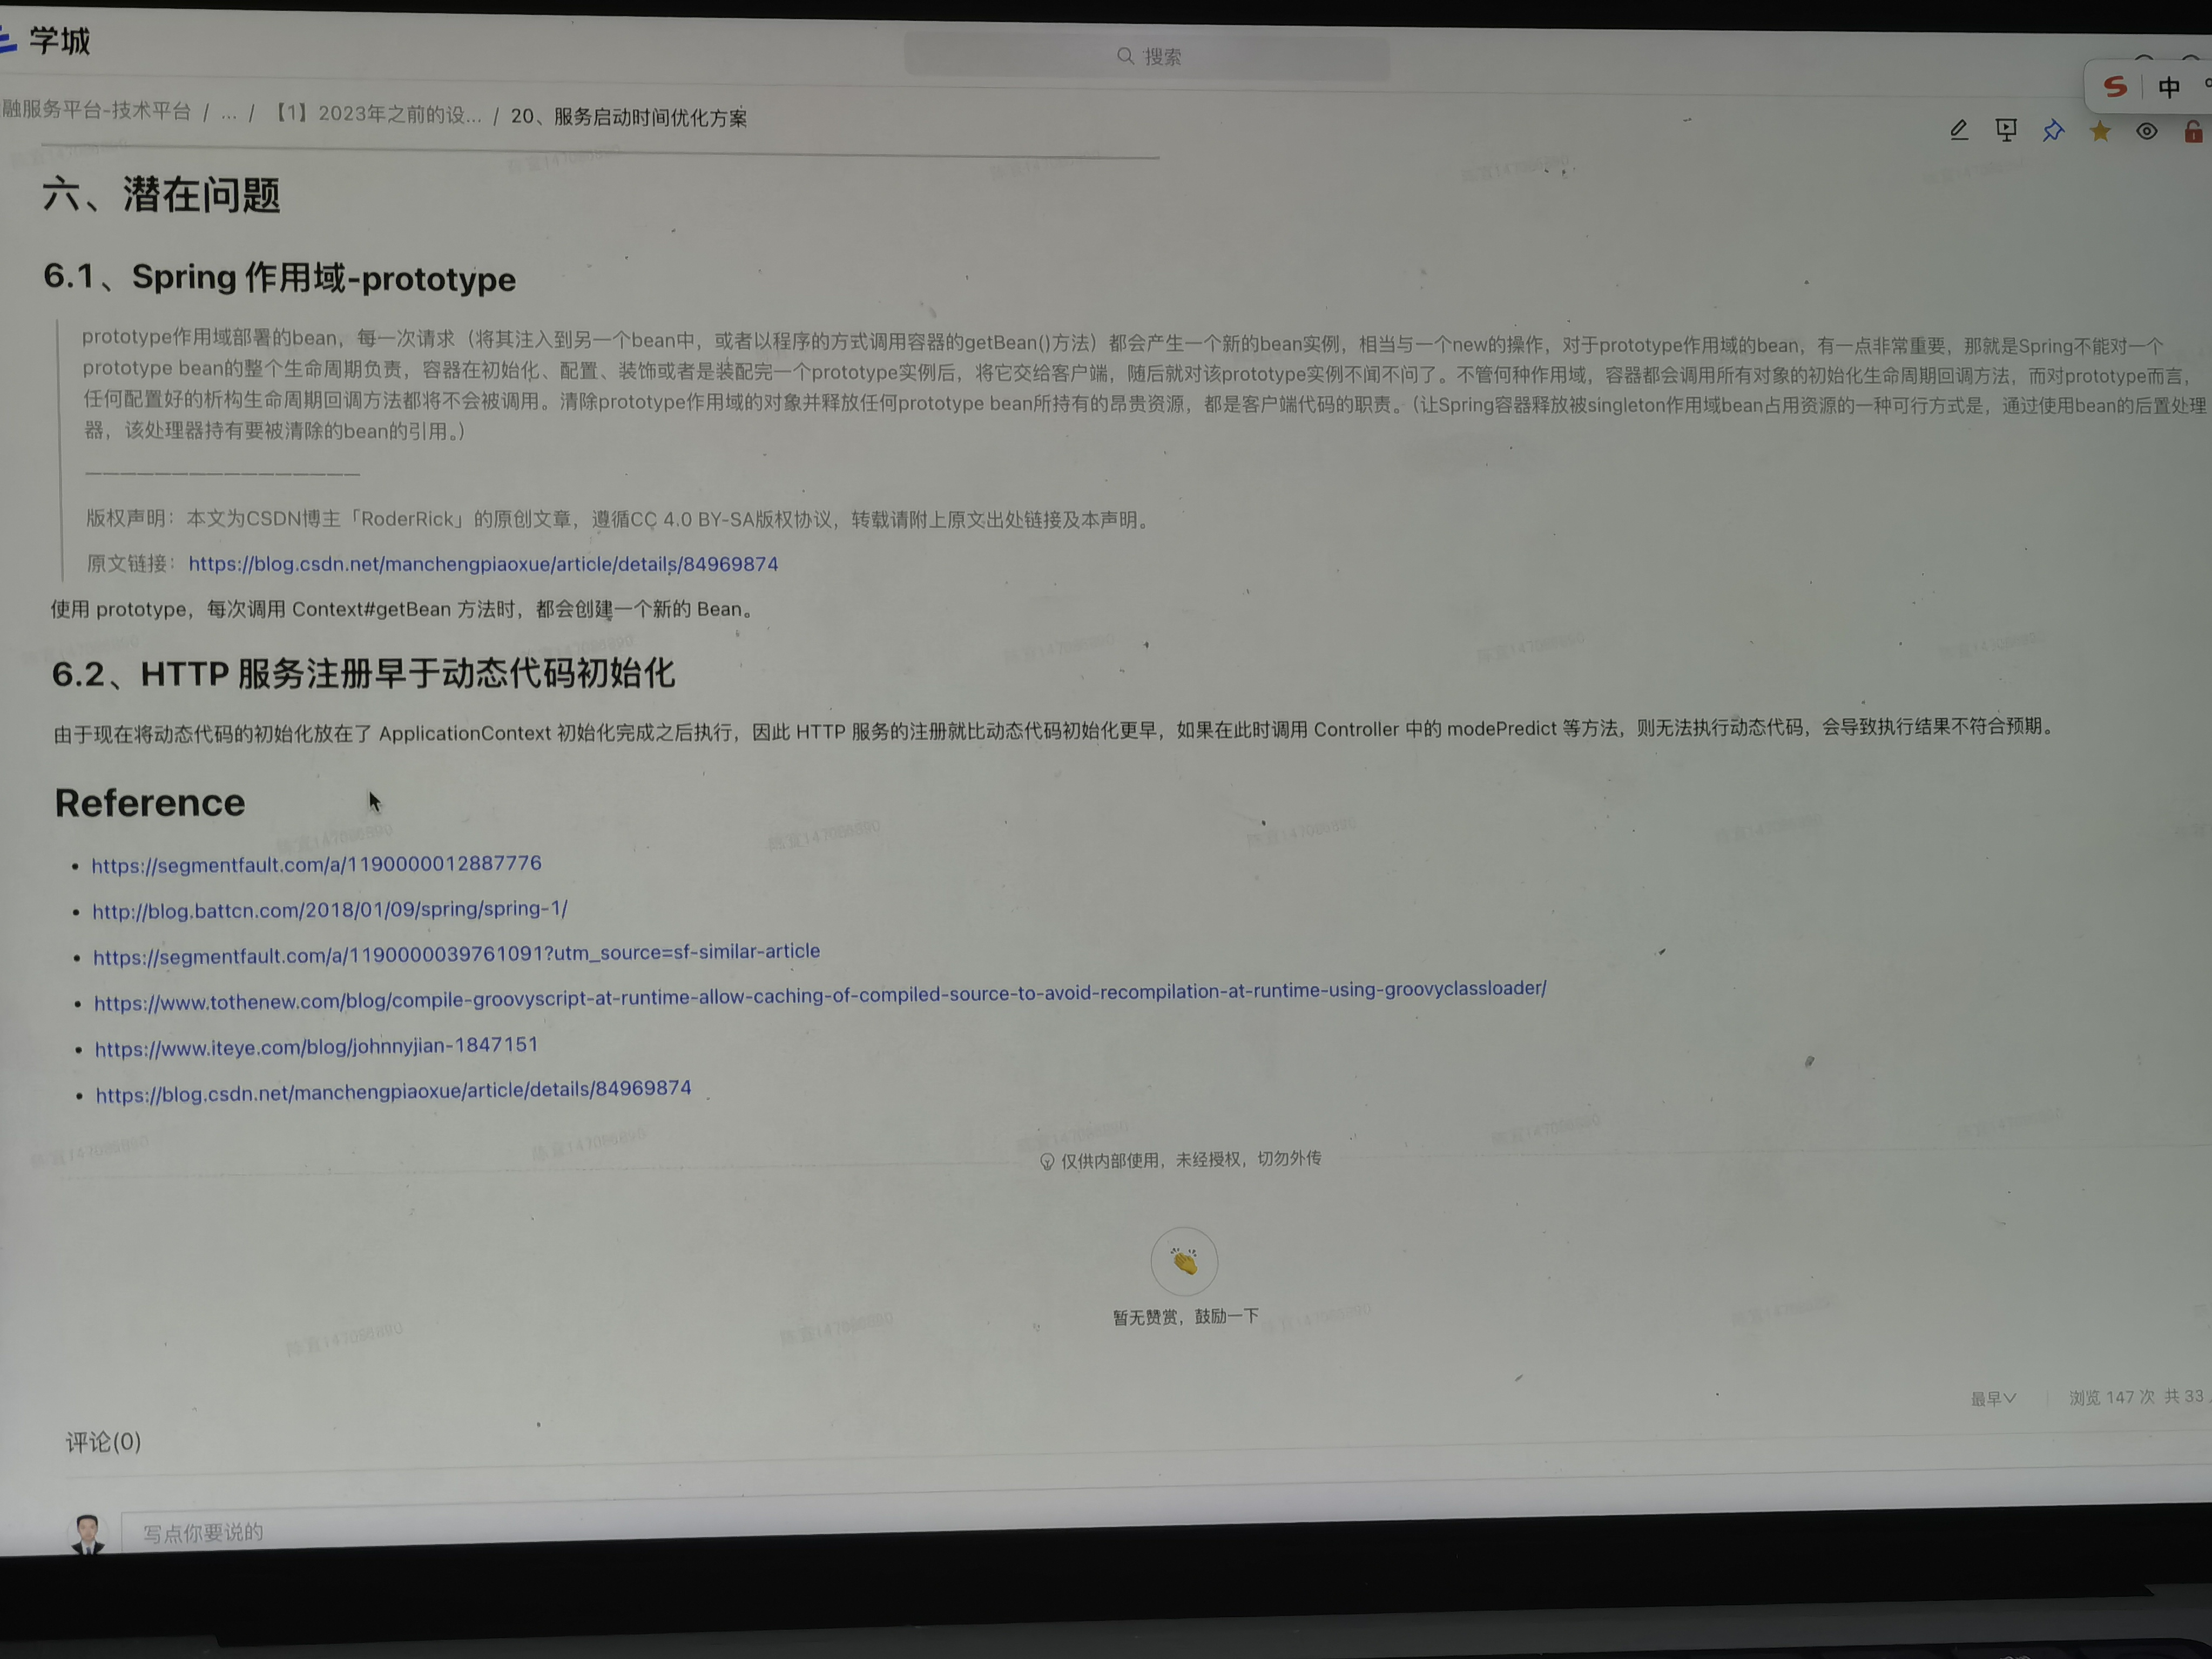 学城
搜索
中
融服务平台-技术平台 / ... / 【1】2023年之前的设... / 20、服务启动时间优化方案
六、潜在问题
6.1、Spring 作用域-prototype
prototype作用域部署的bean，每一次请求（将其注入到另一个bean中，或者以程序的方式调用容器的getBean()方法）都会产生一个新的bean实例，相当与一个new的操作，对于prototype作用域的bean，有一点非常重要，那就是Spring不能对一个
prototype bean的整个生命周期负责，容器在初始化、配置、装饰或者是装配完一个prototype实例后，将它交给客户端，随后就对该prototype实例不闻不问了。不管何种作用域，容器都会调用所有对象的初始化生命周期回调方法，而对prototype而言，
任何配置好的析构生命周期回调方法都将不会被调用。清除prototype作用域的对象并释放任何prototype bean所持有的昂贵资源，都是客户端代码的职责。（让Spring容器释放被singleton作用域bean占用资源的一种可行方式是，通过使用bean的后置处理
器，该处理器持有要被清除的bean的引用。）
————————————————
版权声明：本文为CSDN博主「RoderRick」的原创文章，遵循CC 4.0 BY-SA版权协议，转载请附上原文出处链接及本声明。
原文链接：https://blog.csdn.net/manchengpiaoxue/article/details/84969874
使用 prototype，每次调用 Context#getBean 方法时，都会创建一个新的 Bean。
6.2、HTTP 服务注册早于动态代码初始化
由于现在将动态代码的初始化放在了 ApplicationContext 初始化完成之后执行，因此 HTTP 服务的注册就比动态代码初始化更早，如果在此时调用 Controller 中的 modePredict 等方法，则无法执行动态代码，会导致执行结果不符合预期。
Reference
• https://segmentfault.com/a/1190000012887776
• http://blog.battcn.com/2018/01/09/spring/spring-1/
• https://segmentfault.com/a/1190000039761091?utm_source=sf-similar-article
• https://www.tothenew.com/blog/compile-groovyscript-at-runtime-allow-caching-of-compiled-source-to-avoid-recompilation-at-runtime-using-groovyclassloader/
• https://www.iteye.com/blog/johnnyjian-1847151
• https://blog.csdn.net/manchengpiaoxue/article/details/84969874
仅供内部使用，未经授权，切勿外传
暂无赞赏，鼓励一下
最早 浏览 147 次 共 33
评论(0)
写点你要说的